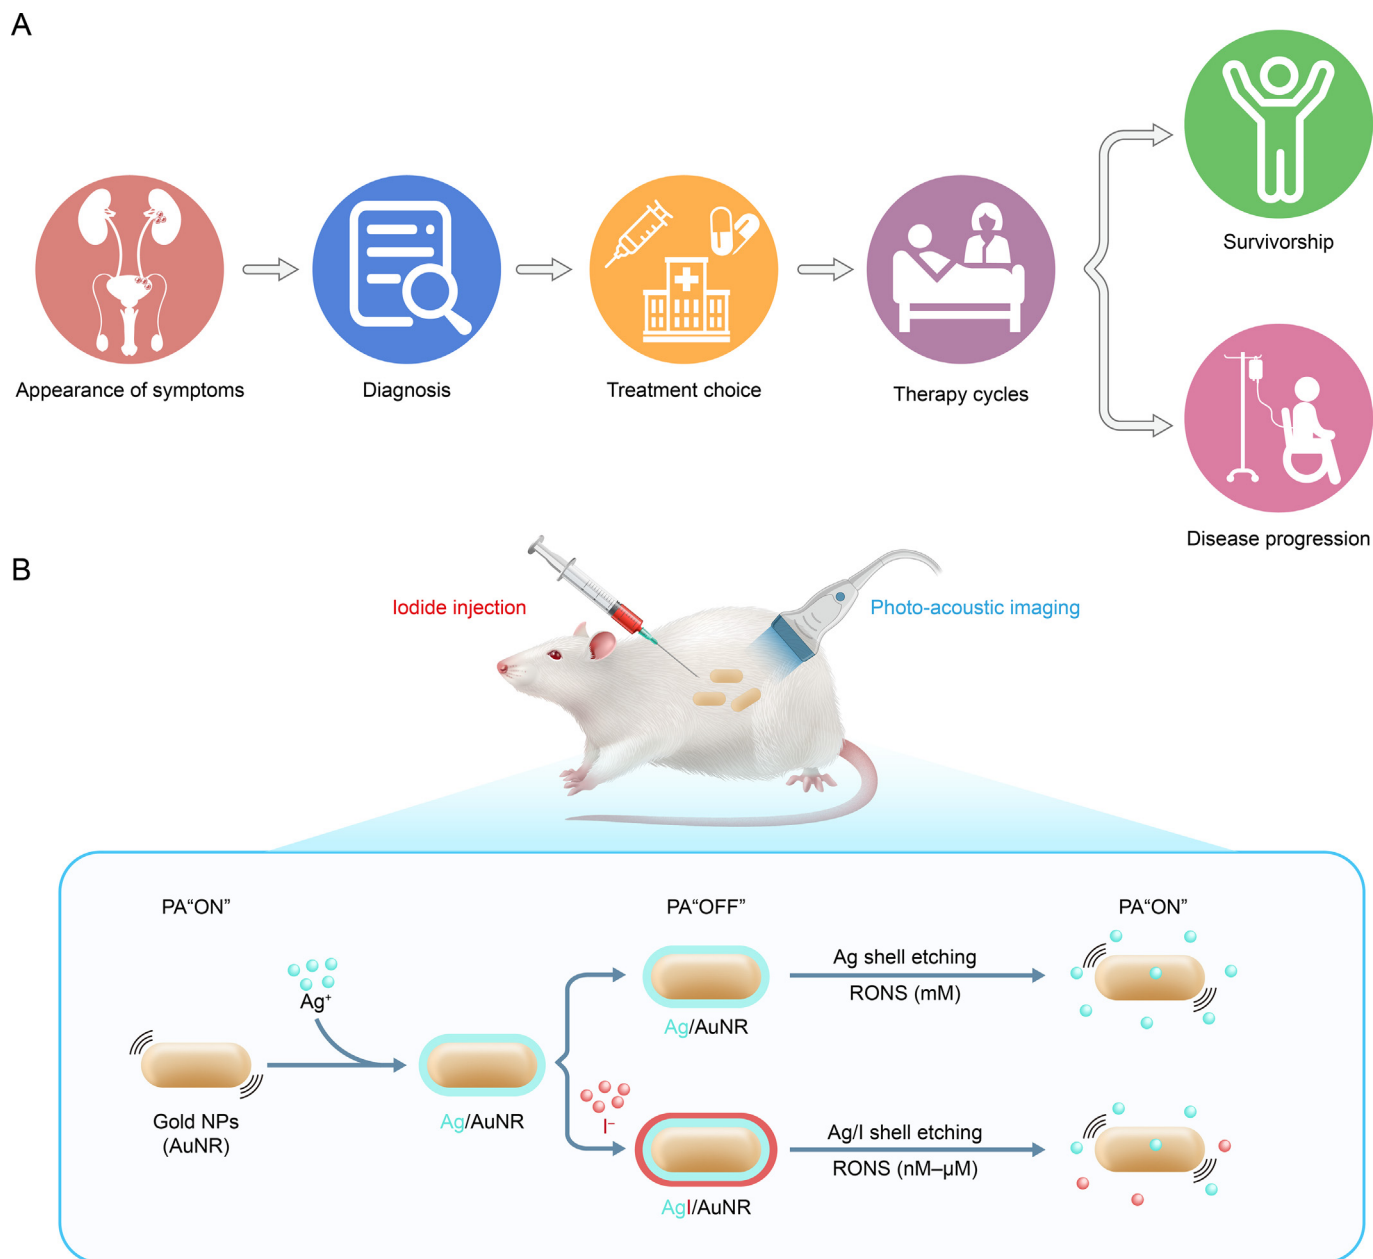 A
Appearance of symptoms
Diagnosis
Treatment choice
Therapy cycles
Survivorship
Disease progression
B
Iodide injection
Photo-acoustic imaging
PA“ON”
PA“OFF”
PA“ON”
Ag⁺
Gold NPs
(AuNR)
Ag/AuNR
Ag/AuNR
Ag shell etching
RONS (mM)
I⁻
AgI/AuNR
Ag/I shell etching
RONS (nM–μM)